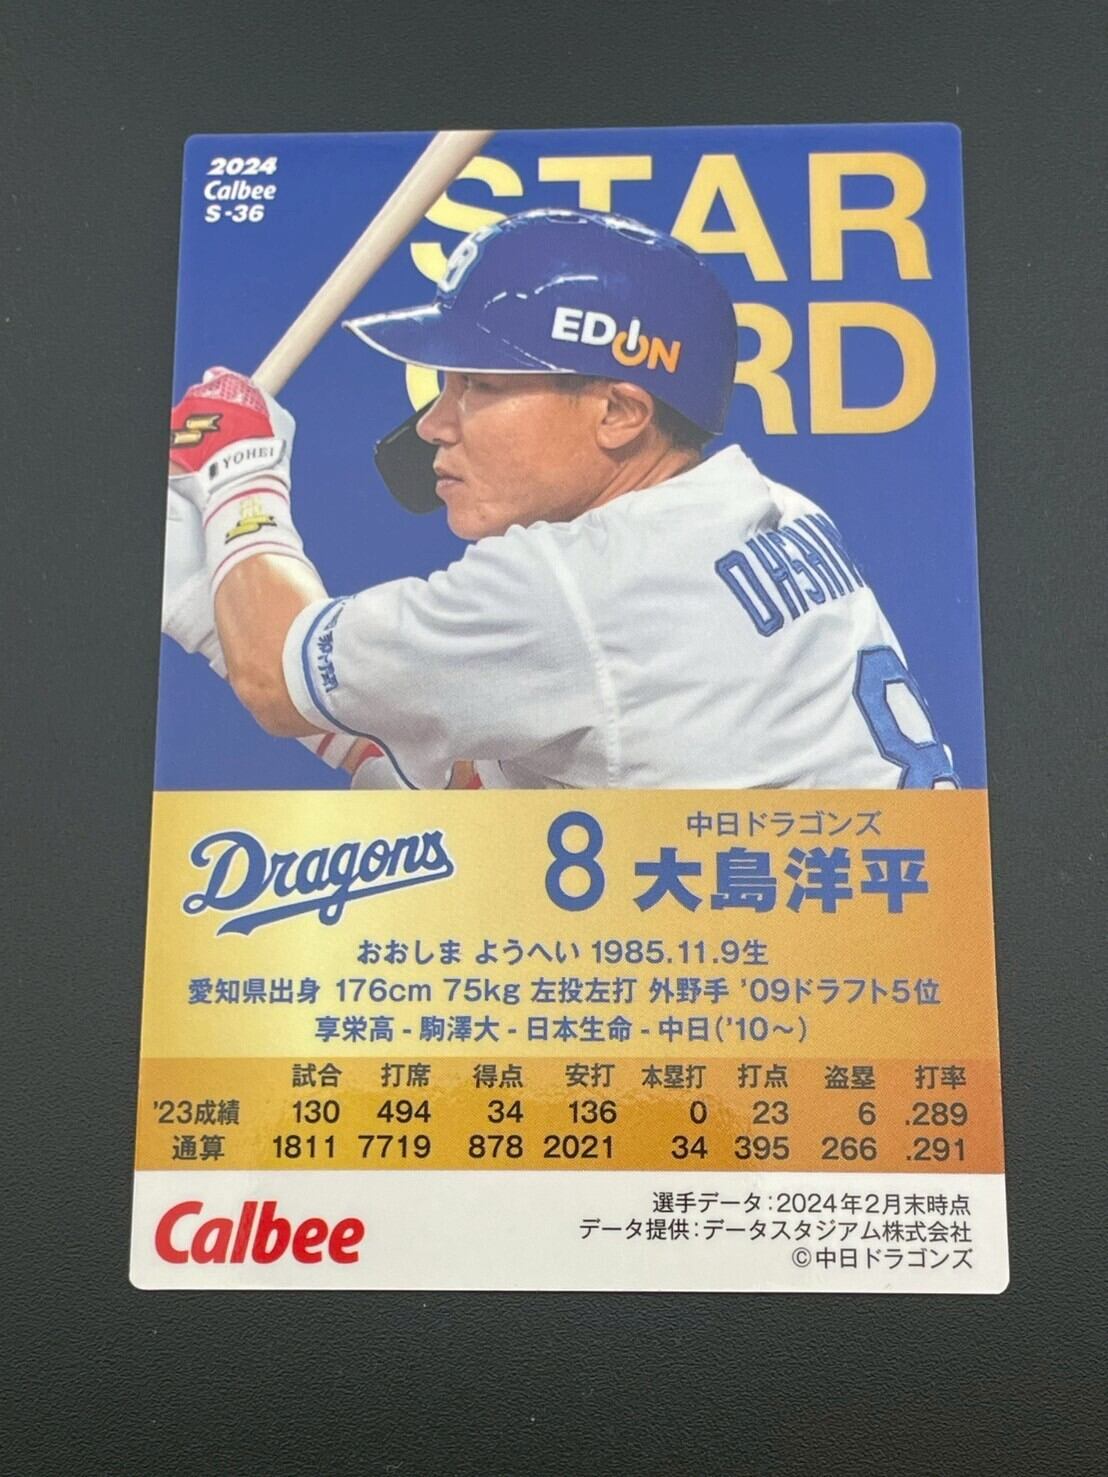 2024
Calbee
S-36
STAR
CARD
EDION
YOHEI
OHSHIM
8
Dragons
8
中日ドラゴンズ
大島洋平
おおしま ようへい 1985.11.9生
愛知県出身 176cm 75kg 左投左打 外野手 '09ドラフト5位
享栄高 - 駒澤大 - 日本生命 - 中日('10～)
試合 打席 得点 安打 本塁打 打点 盗塁 打率
'23成績 130 494 34 136 0 23 6 .289
通算 1811 7719 878 2021 34 395 266 .291
Calbee
選手データ:2024年2月末時点
データ提供:データスタジアム株式会社
©中日ドラゴンズ